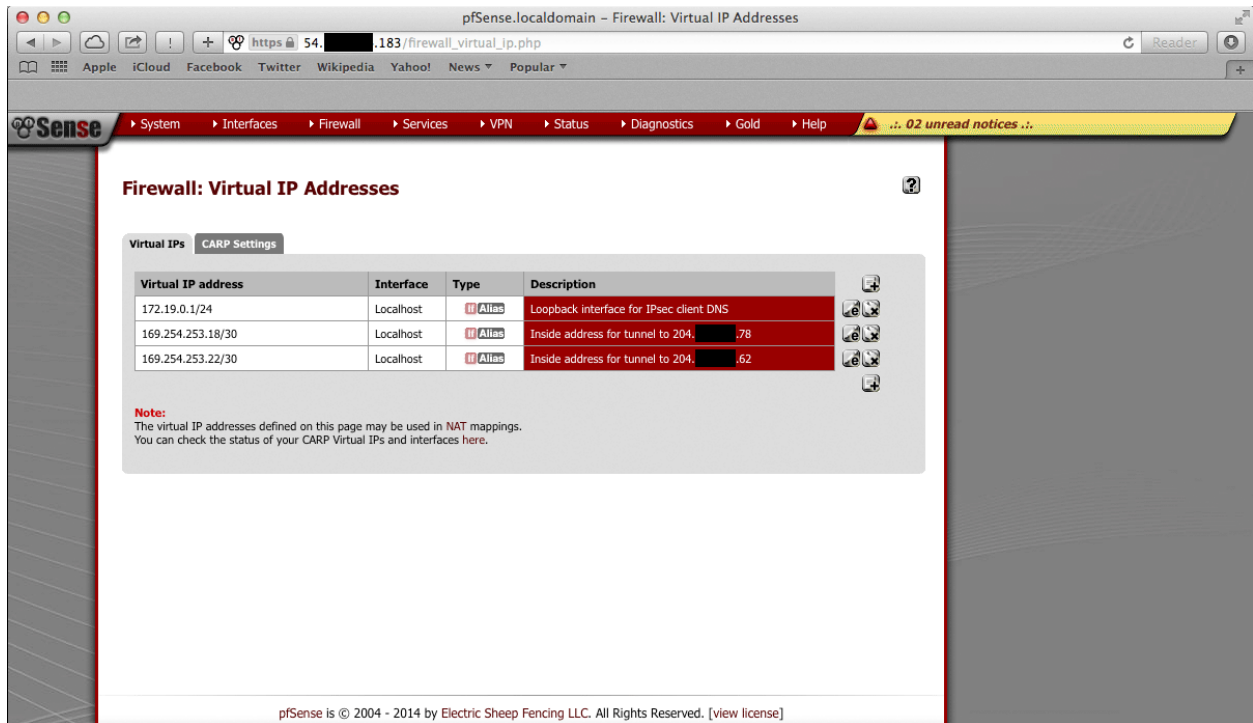 pfSense.localdomain – Firewall: Virtual IP Addresses
https 54. .183/firewall_virtual_ip.php Reader
Apple iCloud Facebook Twitter Wikipedia Yahoo! News Popular
Sense System Interfaces Firewall Services VPN Status Diagnostics Gold Help .:. 02 unread notices .:.
Firewall: Virtual IP Addresses ?
Virtual IPs CARP Settings
Virtual IP address Interface Type Description
172.19.0.1/24 Localhost If Alias Loopback interface for IPsec client DNS
169.254.253.18/30 Localhost If Alias Inside address for tunnel to 204. .78
169.254.253.22/30 Localhost If Alias Inside address for tunnel to 204. .62
Note:
The virtual IP addresses defined on this page may be used in NAT mappings.
You can check the status of your CARP Virtual IPs and interfaces here.
pfSense is © 2004 - 2014 by Electric Sheep Fencing LLC. All Rights Reserved. [view license]